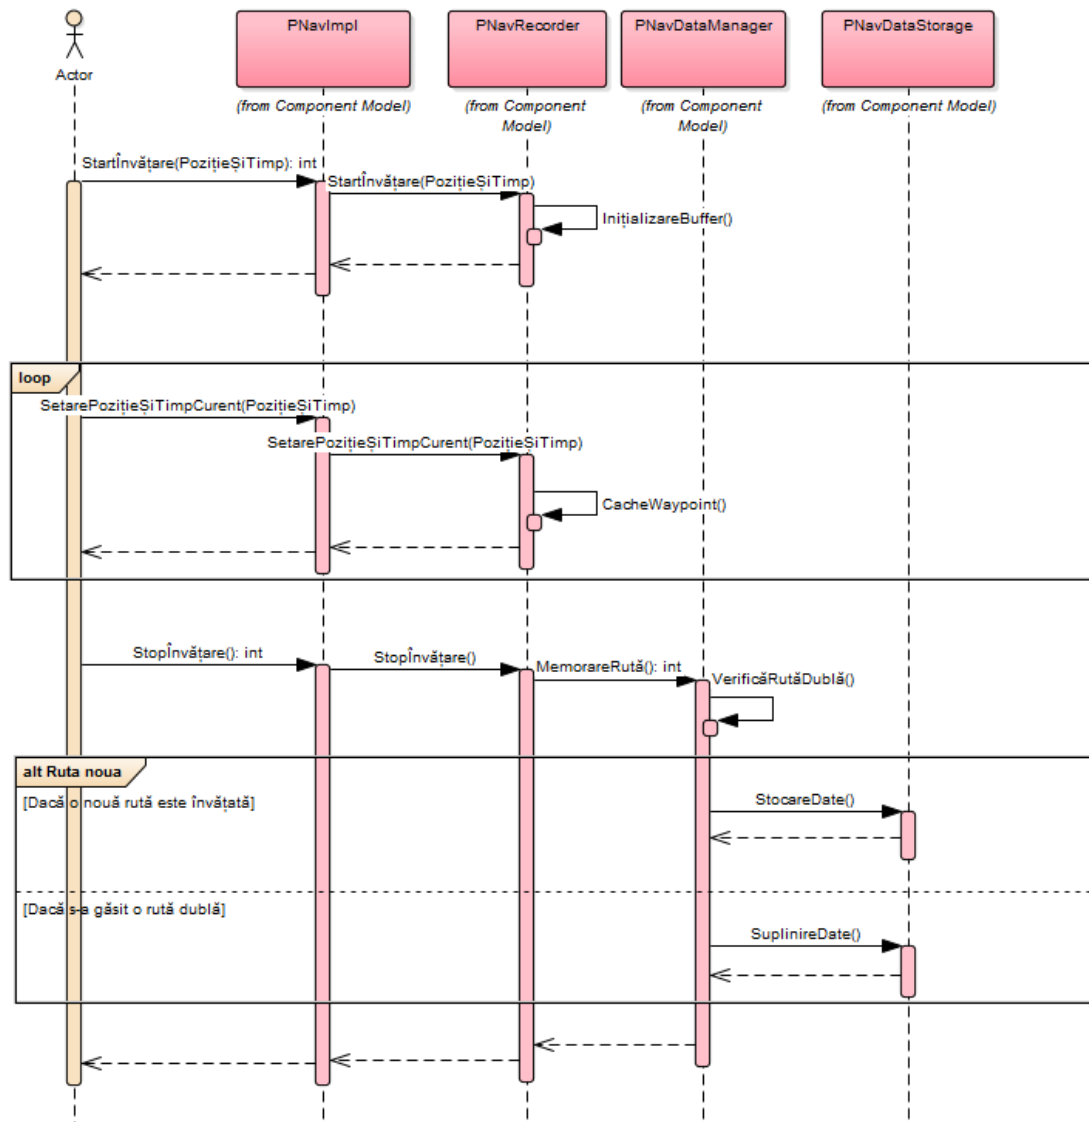 PNavImpl
PNavRecorder
PNavDataManager
PNavDataStorage
Actor
(from Component Model)
(from Component
Model)
(from Component
Model)
(from Component Model)
StartÎnvățare(PozițieȘiTimp): int
StartÎnvățare(PozițieȘiTimp)
InițializareBuffer()
loop
SetarePozițieȘiTimpCurent(PozițieȘiTimp)
SetarePozițieȘiTimpCurent(PozițieȘiTimp)
CacheWaypoint()
StopÎnvățare(): int
StopÎnvățare()
MemorareRută(): int
VerificăRutăDublă()
alt Ruta noua
[Dacă o nouă rută este învățată]
StocareDate()
[Dacă s-a găsit o rută dublă]
SuplinireDate()